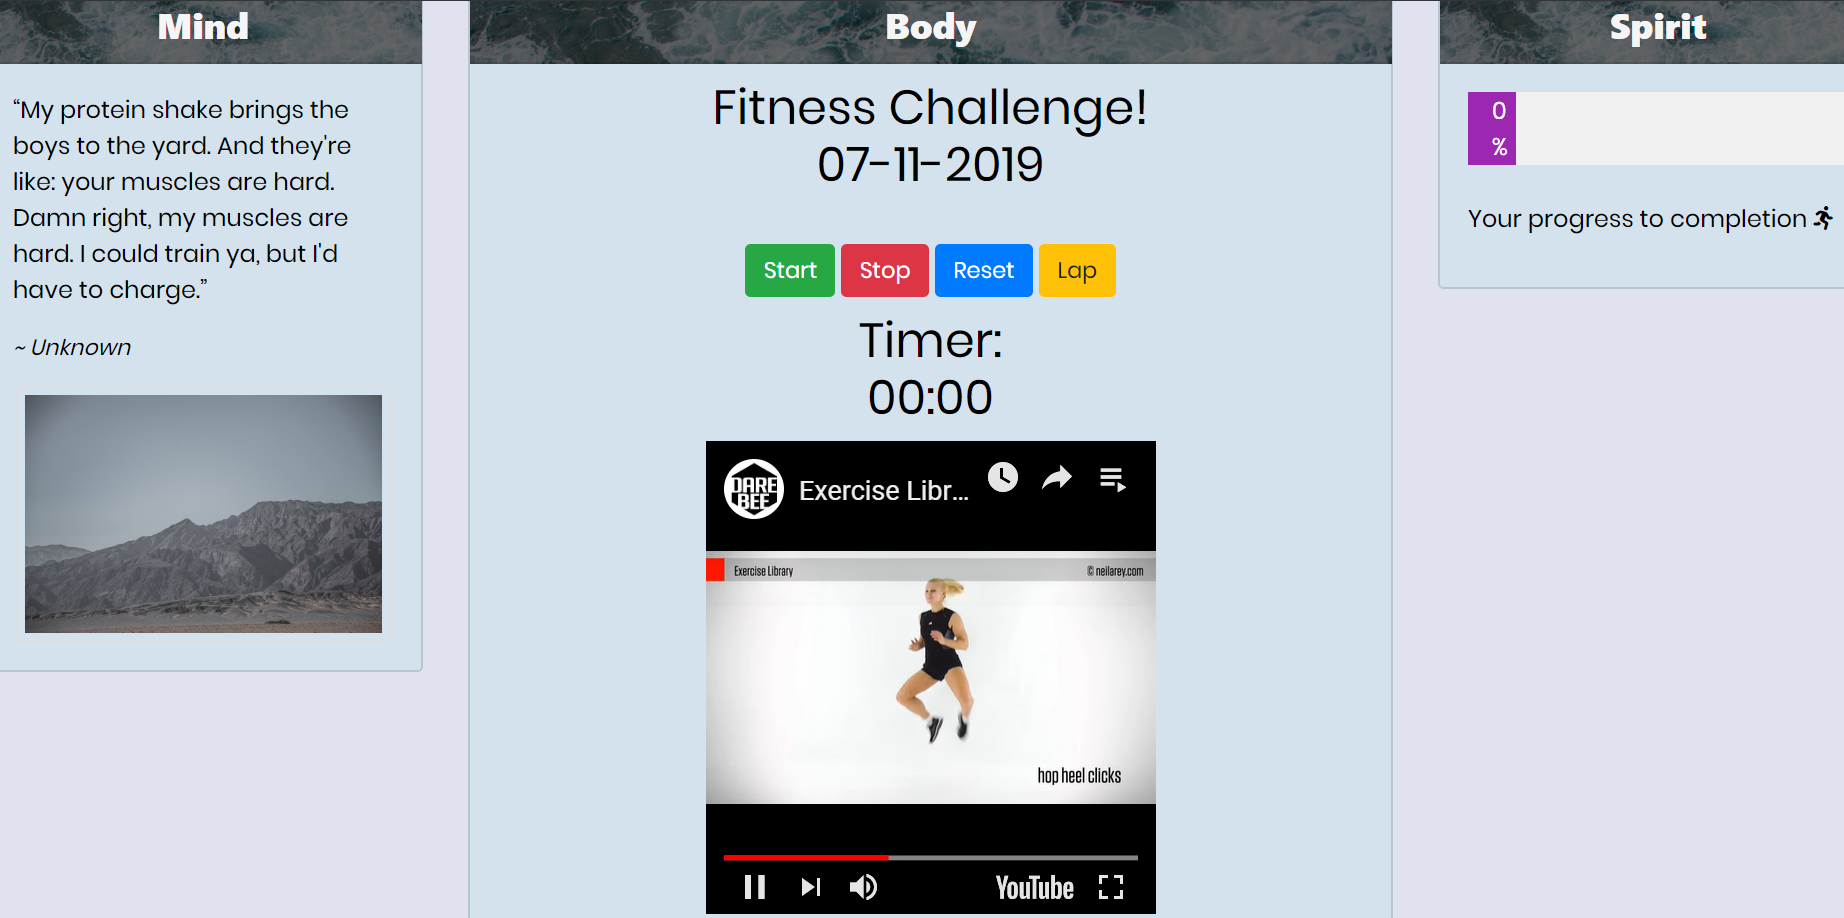 Mind
“My protein shake brings the
boys to the yard. And they're
like: your muscles are hard.
Damn right, my muscles are
hard. I could train ya, but I'd
have to charge.”
~ Unknown
Body
Fitness Challenge!
07-11-2019
Start Stop Reset Lap
Timer:
00:00
DARE
BEE
Exercise Libr...
Exercise Library
© neilarey.com
hop heel clicks
YouTube
Spirit
0
%
Your progress to completion